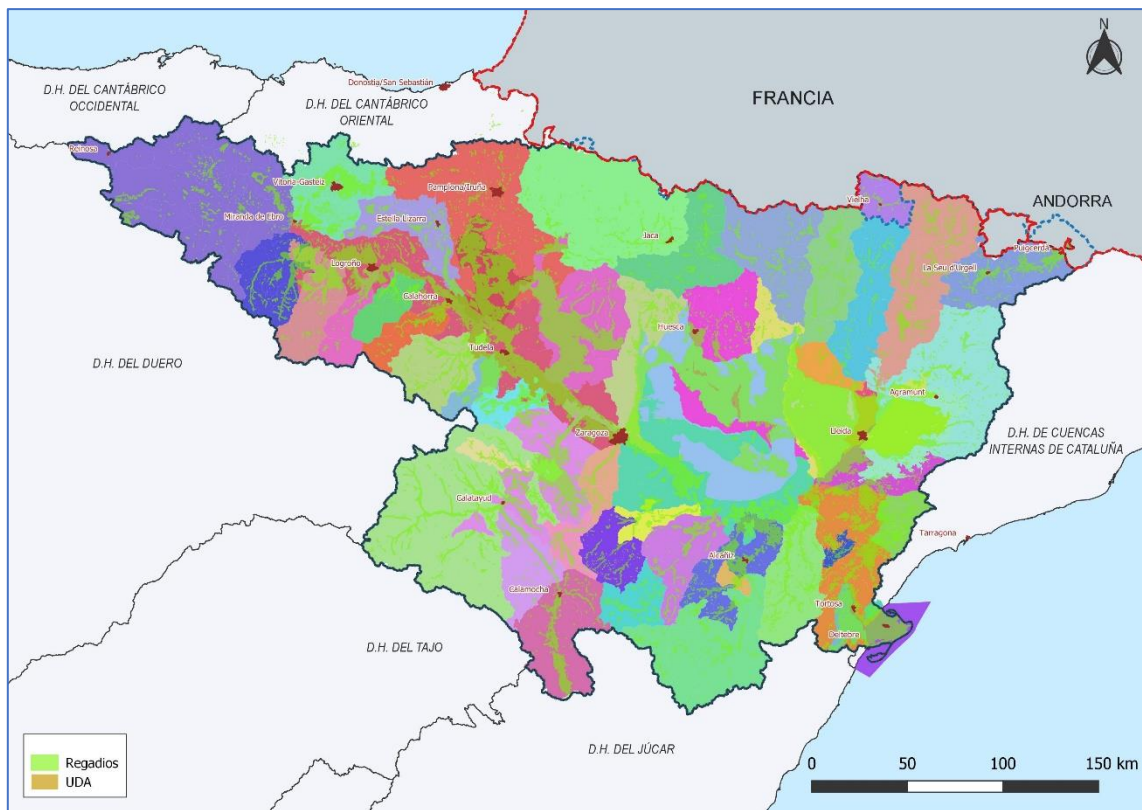 N
Donostia/San Sebastián
D.H. DEL CANTÁBRICO
OCCIDENTAL
D.H. DEL CANTÁBRICO
ORIENTAL
FRANCIA
Reinosa
Vitoria-Gasteiz
Pamplona/Iruña
Vielha
ANDORRA
Miranda de Ebro
Estella-Lizarra
Jaca
Puigcerdá
La Seu d'Urgell
Logroño
Calahorra
Huesca
D.H. DEL DUERO
Tudela
Agramunt
Zaragoza
Lleida
D.H. DE CUENCAS
INTERNAS DE CATALUÑA
Calatayud
Tarragona
Alcañiz
Calamocha
Tortosa
Deltebre
D.H. DEL TAJO
D.H. DEL JÚCAR
Regadios
UDA
0 50 100 150 km